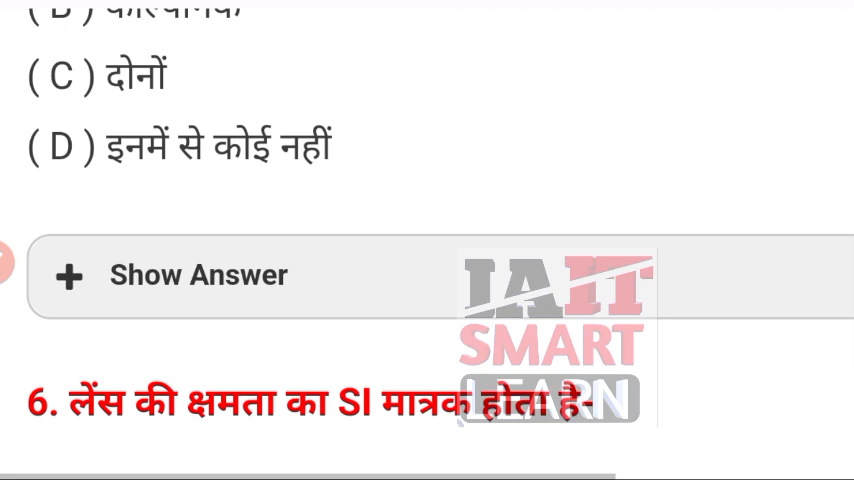 ( C ) दोनों
( D ) इनमें से कोई नहीं
Show Answer
IAIT
SMART
LEARN
6. लेंस की क्षमता का SI मात्रक होता है-